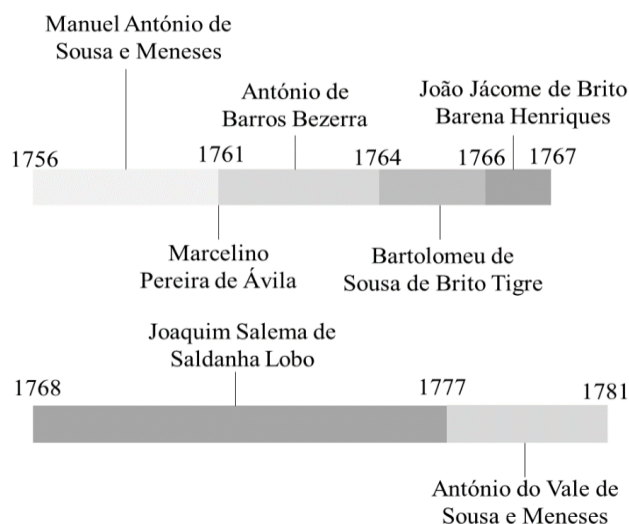 Manuel António de
Sousa e Meneses
António de
Barros Bezerra
João Jácome de Brito
Barena Henriques
1756
1761
1764
1766
1767
Marcelino
Pereira de Ávila
Bartolomeu de
Sousa de Brito Tigre
Joaquim Salema de
Saldanha Lobo
1768
1777
1781
António do Vale de
Sousa e Meneses